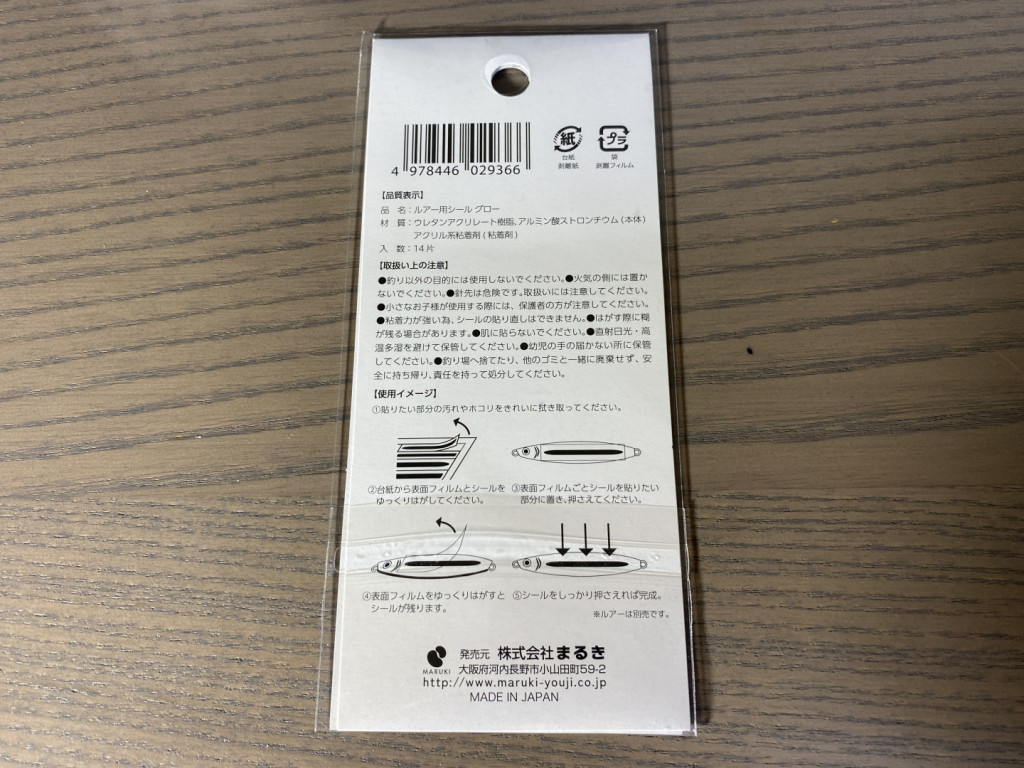 紙
プラ
台紙
剥離紙
袋
剥離フィルム
4 978446 029366
【品質表示】
品 名：ルアー用シール グロー
材 質：ウレタンアクリレート樹脂、アルミン酸ストロンチウム (本体)
アクリル系粘着剤 (粘着剤)
入 数：14片
【取扱い上の注意】
●釣り以外の目的には使用しないでください。●火気の側には置か
ないでください。●針先は危険です。取扱いには注意してください。
●小さなお子様が使用する際には、保護者の方が注意してください。
●粘着力が強い為、シールの貼り直しはできません。●はがす際に糊
が残る場合があります。●肌に貼らないでください。●直射日光・高
温多湿を避けて保管してください。●幼児の手の届かない所に保管
してください。●釣り場へ捨てたり、他のゴミと一緒に廃棄せず、安
全に持ち帰り、責任を持って処分してください。
【使用イメージ】
①貼りたい部分の汚れやホコリをきれいに拭き取ってください。
②台紙から表面フィルムとシールを
ゆっくりはがしてください。
③表面フィルムごとシールを貼りたい
部分に置き、押さえてください。
④表面フィルムをゆっくりはがすと
シールが残ります。
⑤シールをしっかり押さえれば完成。
※ルアーは別売です。
MARUKI
発売元 株式会社まるき
大阪府河内長野市小山田町59-2
http://www.maruki-youji.co.jp
MADE IN JAPAN